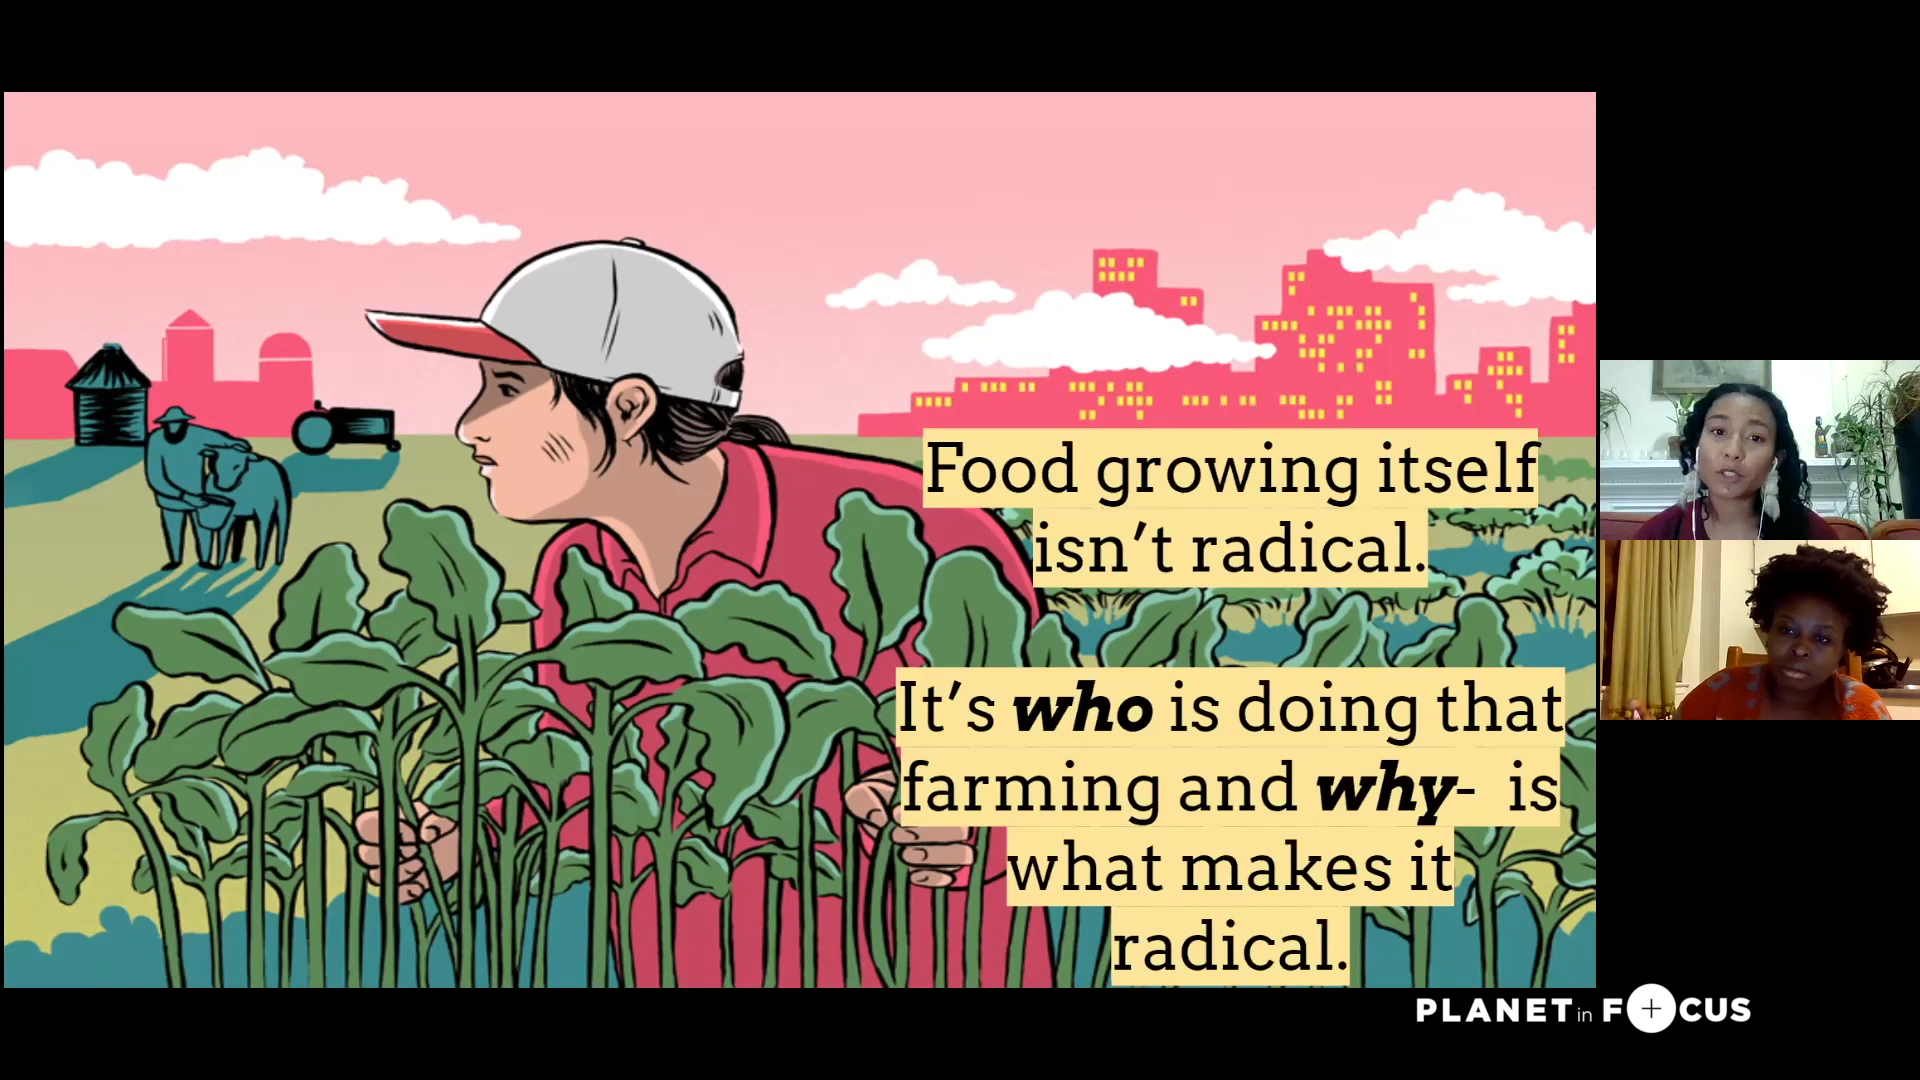 Food growing itself
isn’t radical.
It’s who is doing that
farming and why- is
what makes it
radical.
PLANET in FOCUS